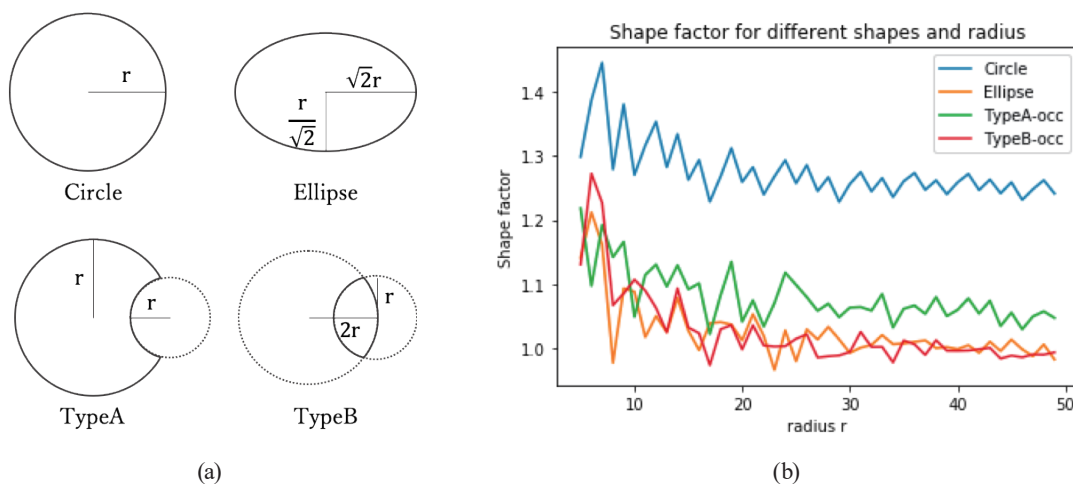 r
√2r
r
√2
Circle
Ellipse
r
r
r
2r
TypeA
TypeB
(a)
Shape factor for different shapes and radius
Circle
Ellipse
TypeA-occ
TypeB-occ
Shape factor
1.4
1.3
1.2
1.1
1.0
10
20
30
40
50
radius r
(b)